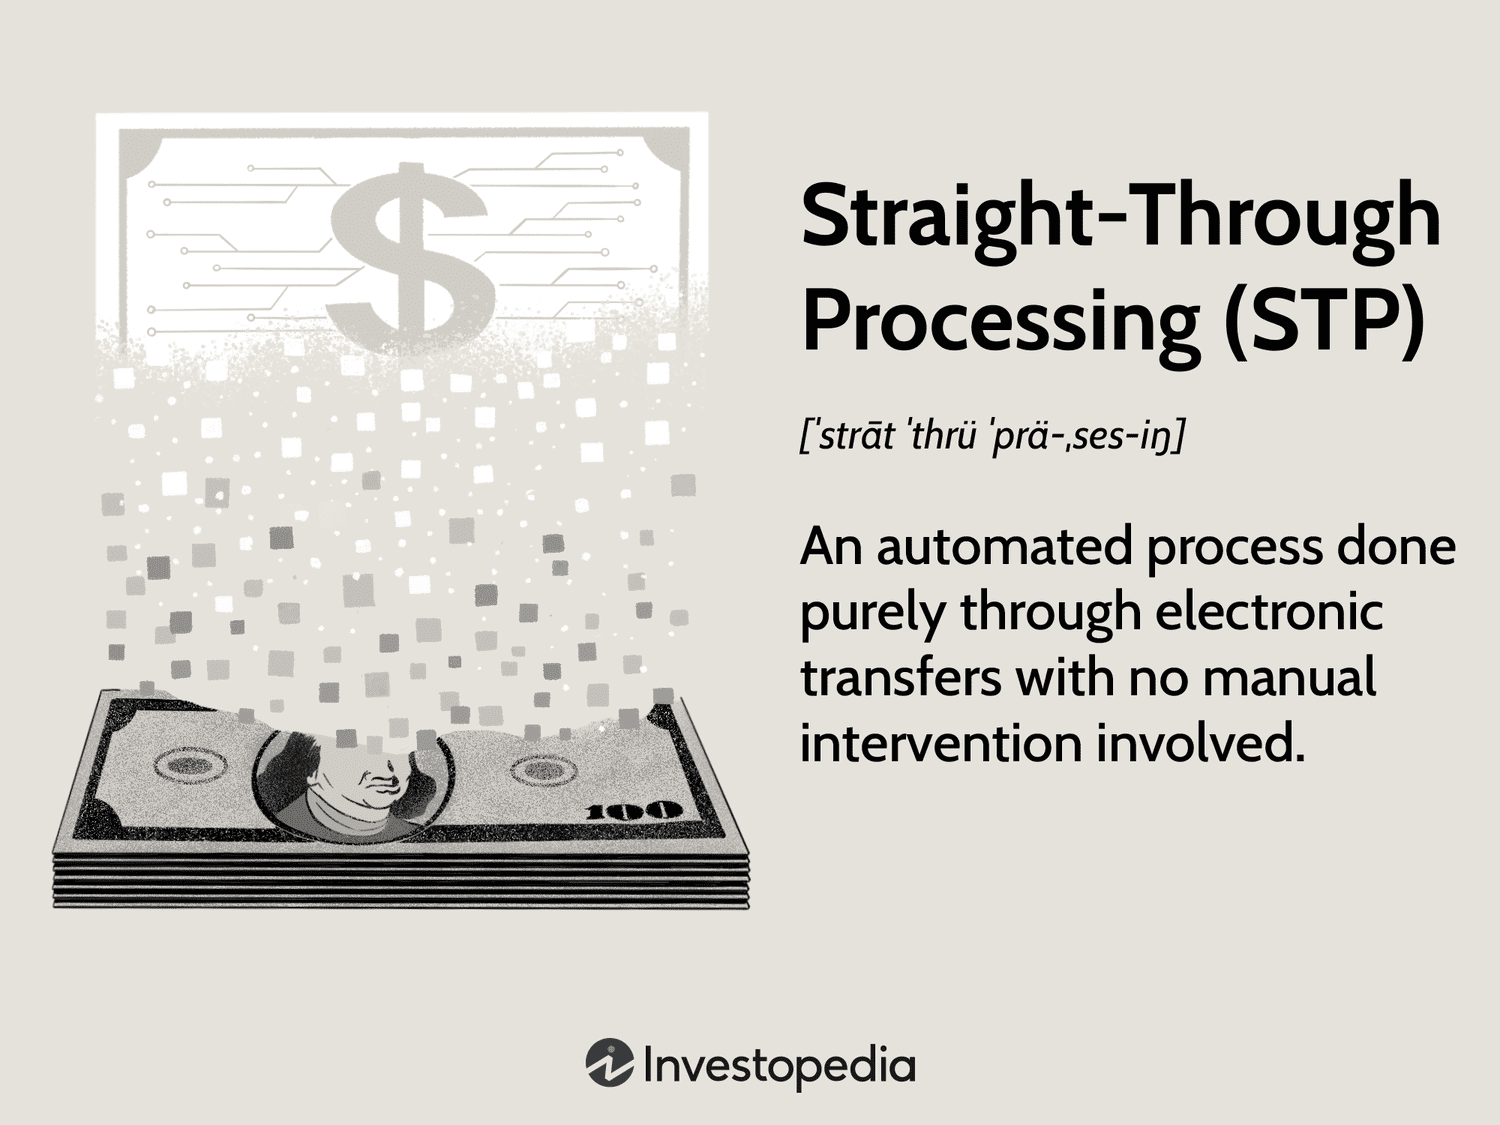 Straight-Through
Processing (STP)
[ˈstrāt ˈthrü ˈprä-ˌses-iŋ]
An automated process done
purely through electronic
transfers with no manual
intervention involved.
100
Investopedia